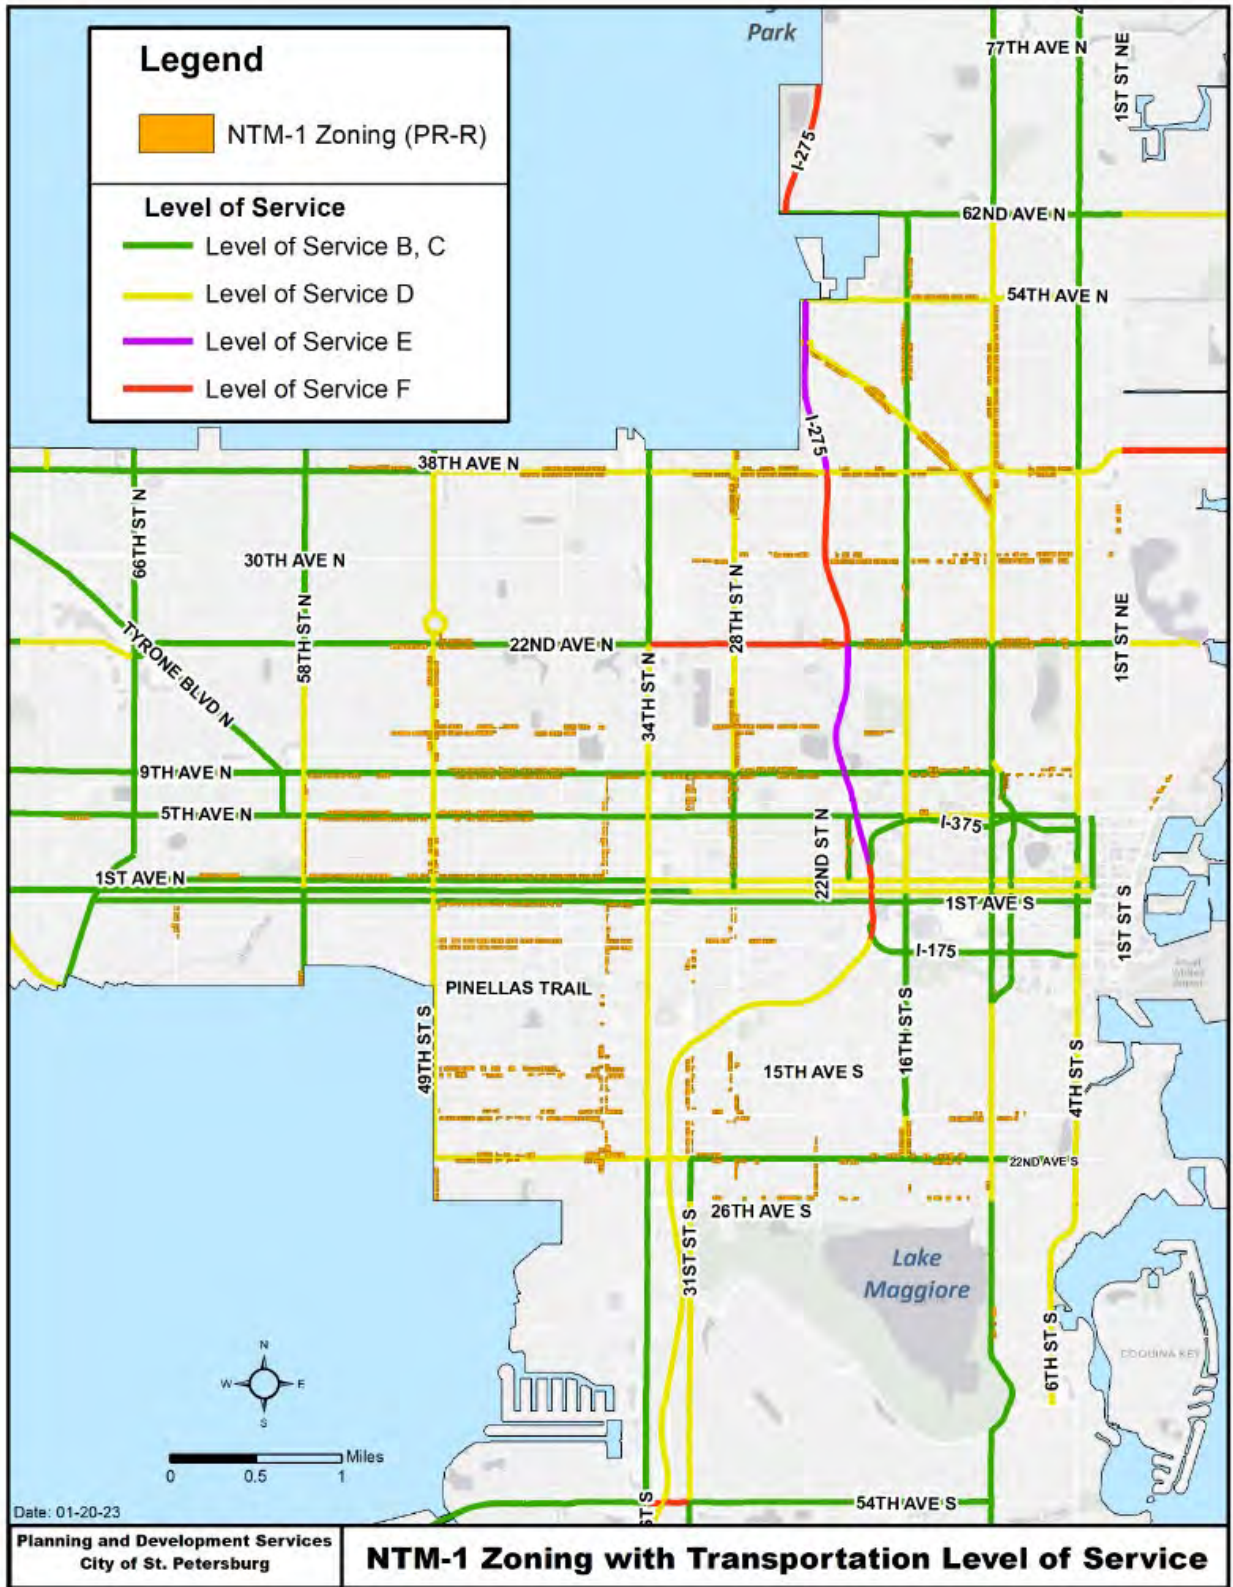 Park
77TH AVE N
1ST ST NE
Legend
NTM-1 Zoning (PR-R)
Level of Service
Level of Service B, C
Level of Service D
Level of Service E
Level of Service F
I-275
62ND AVE N
54TH AVE N
I-275
38TH AVE N
66TH ST N
30TH AVE N
58TH ST N
28TH ST N
1ST ST NE
TYRONE BLVD N
22ND AVE N
34TH ST N
9TH AVE N
5TH AVE N
22ND ST N
I-375
1ST AVE N
1ST AVE S
1ST ST S
I-175
PINELLAS TRAIL
49TH ST S
16TH ST S
15TH AVE S
4TH ST S
22ND AVE S
26TH AVE S
31ST ST S
Lake
Maggiore
6TH ST S
COQUINA KEY
N
W
E
S
Miles
0
0.5
1
ST S
54TH AVE S
Date: 01-20-23
Planning and Development Services
City of St. Petersburg
NTM-1 Zoning with Transportation Level of Service